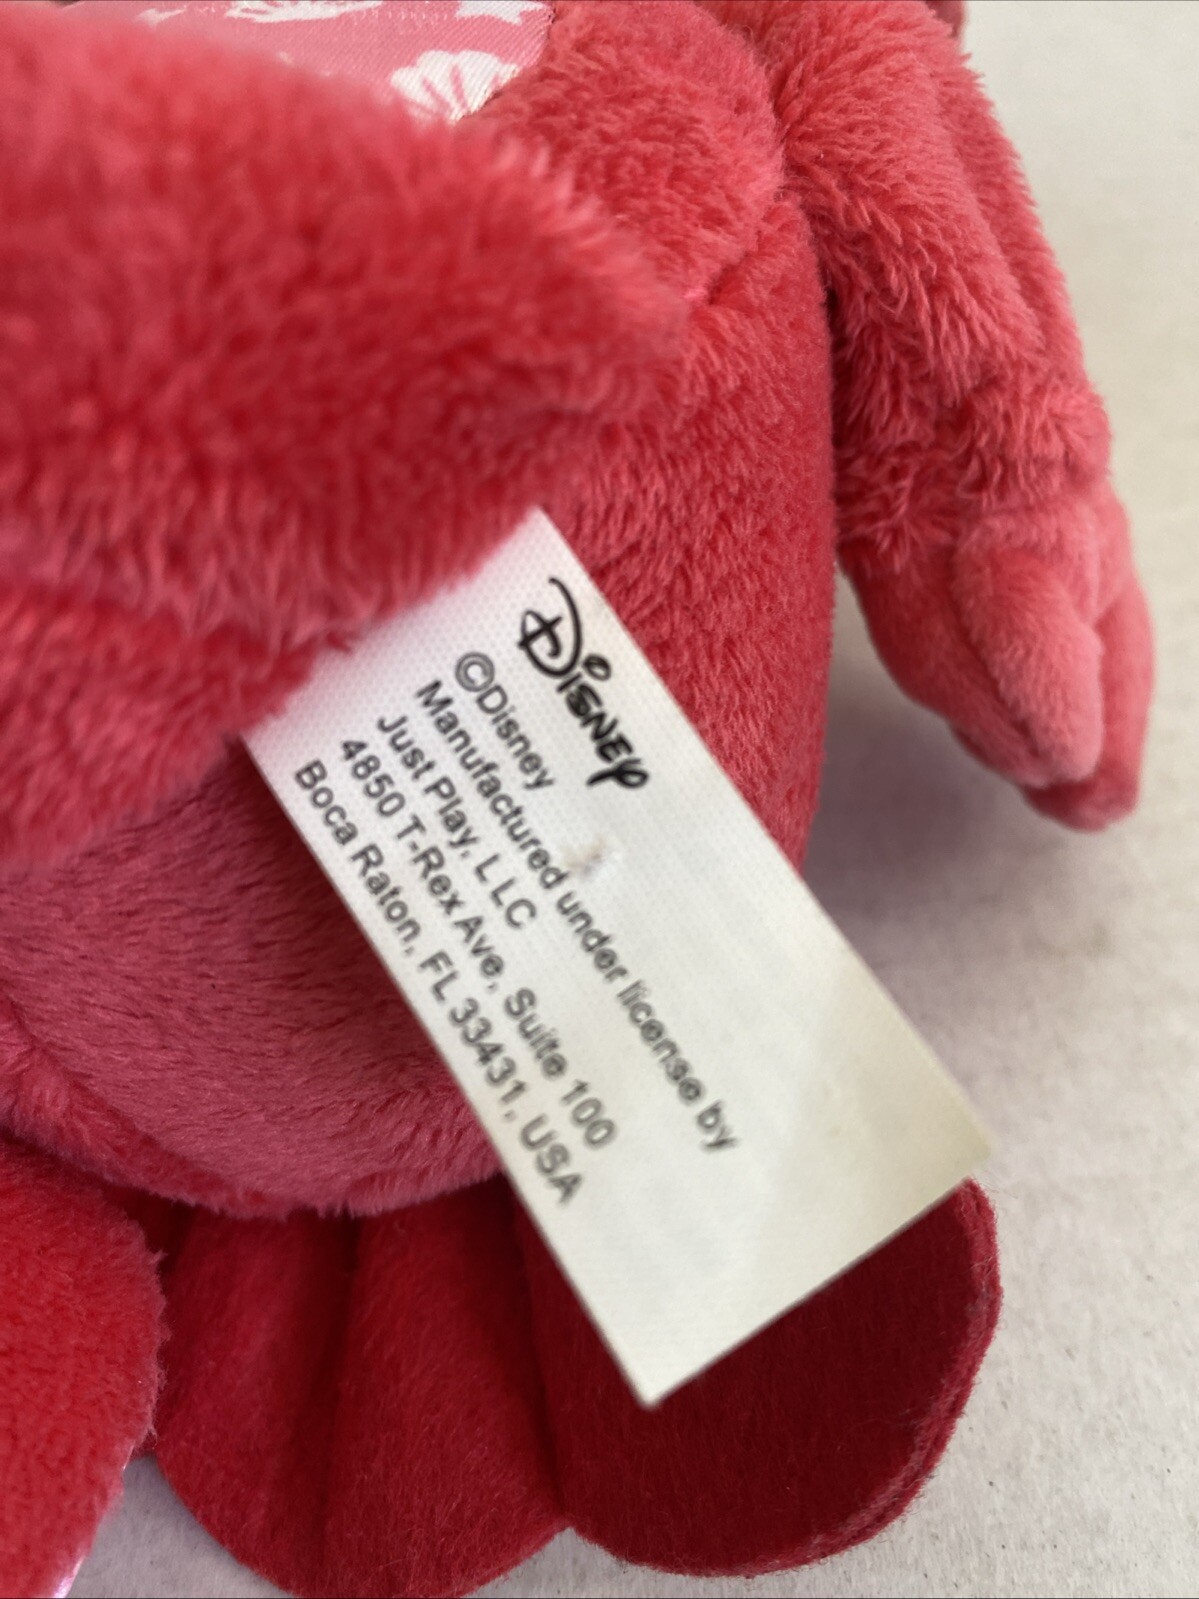 Disney
©Disney
Manufactured under license by
Just Play, LLC
4850 T-Rex Ave, Suite 100
Boca Raton, FL 33431, USA